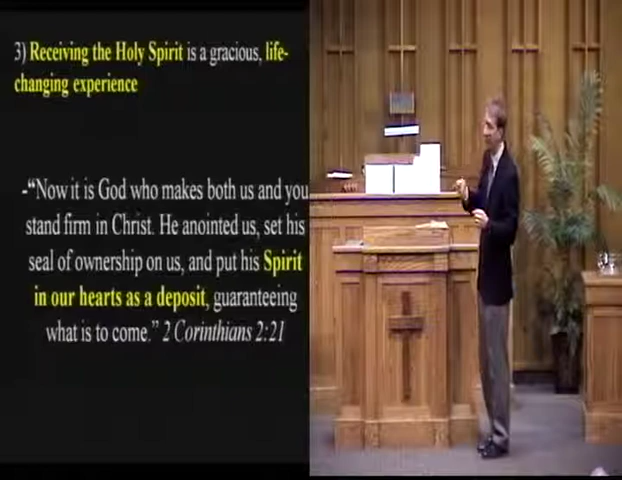 3) Receiving the Holy Spirit is a gracious, life-
changing experience
-“Now it is God who makes both us and you
stand firm in Christ. He anointed us, set his
seal of ownership on us, and put his Spirit
in our hearts as a deposit, guaranteeing
what is to come.” 2 Corinthians 2:21